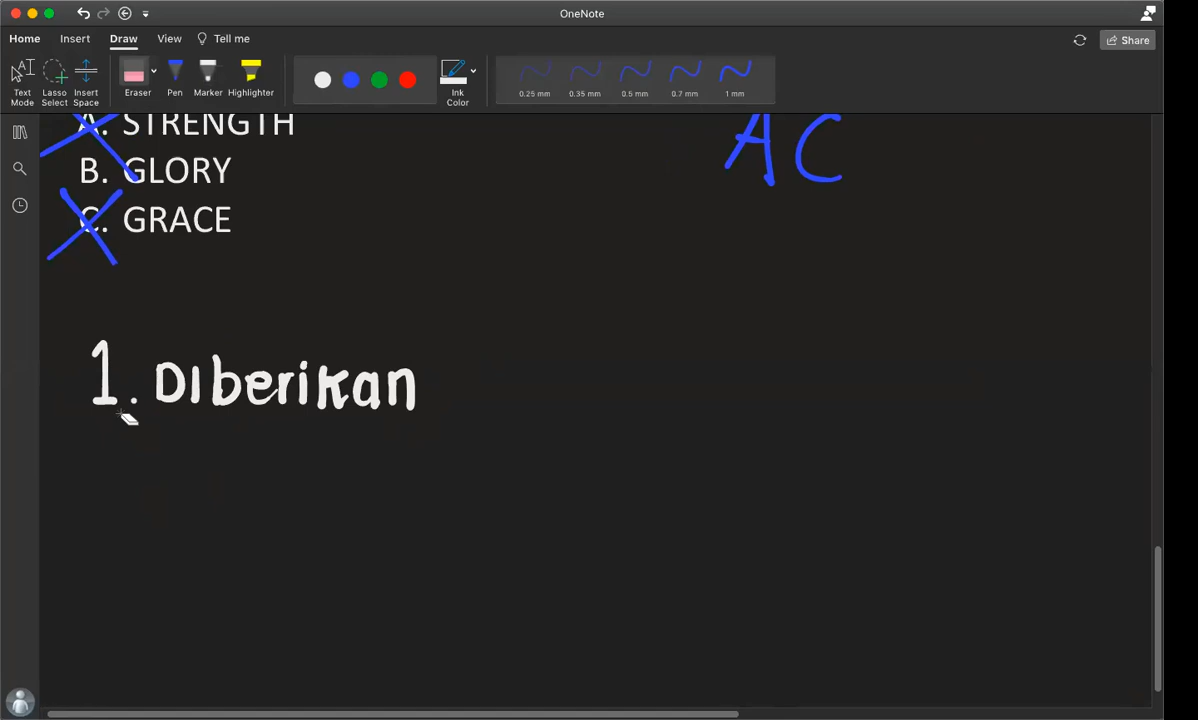 OneNote
Home Insert Draw View Tell me
Share
Text Mode
Lasso Select
Insert Space
Eraser
Pen
Marker
Highlighter
Ink Color
0.25 mm
0.35 mm
0.5 mm
0.7 mm
1 mm
A. STRENGTH
A C
B. GLORY
C. GRACE
1. Diberikan